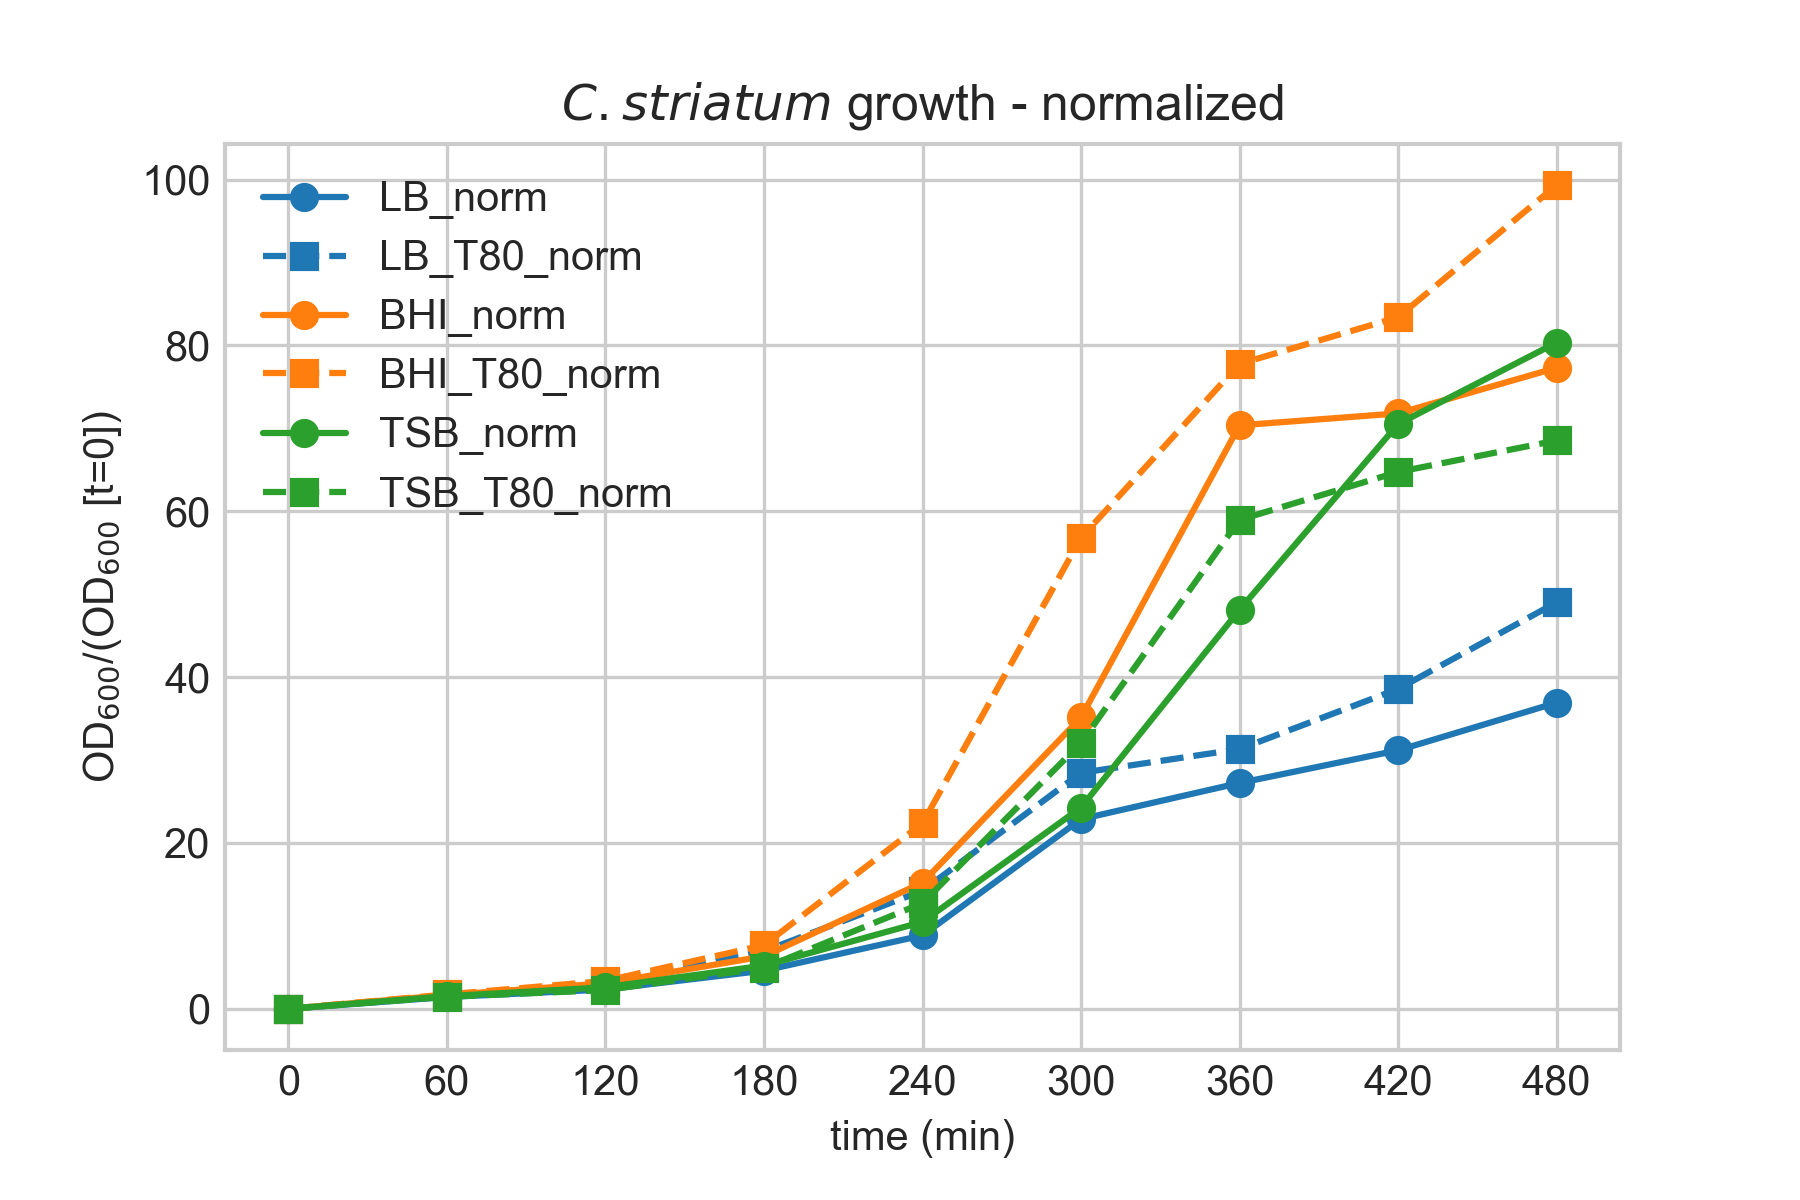 C. striatum growth - normalized
OD600/(OD600 [t=0])
100
80
60
40
20
0
LB_norm
LB_T80_norm
BHI_norm
BHI_T80_norm
TSB_norm
TSB_T80_norm
0 60 120 180 240 300 360 420 480
time (min)